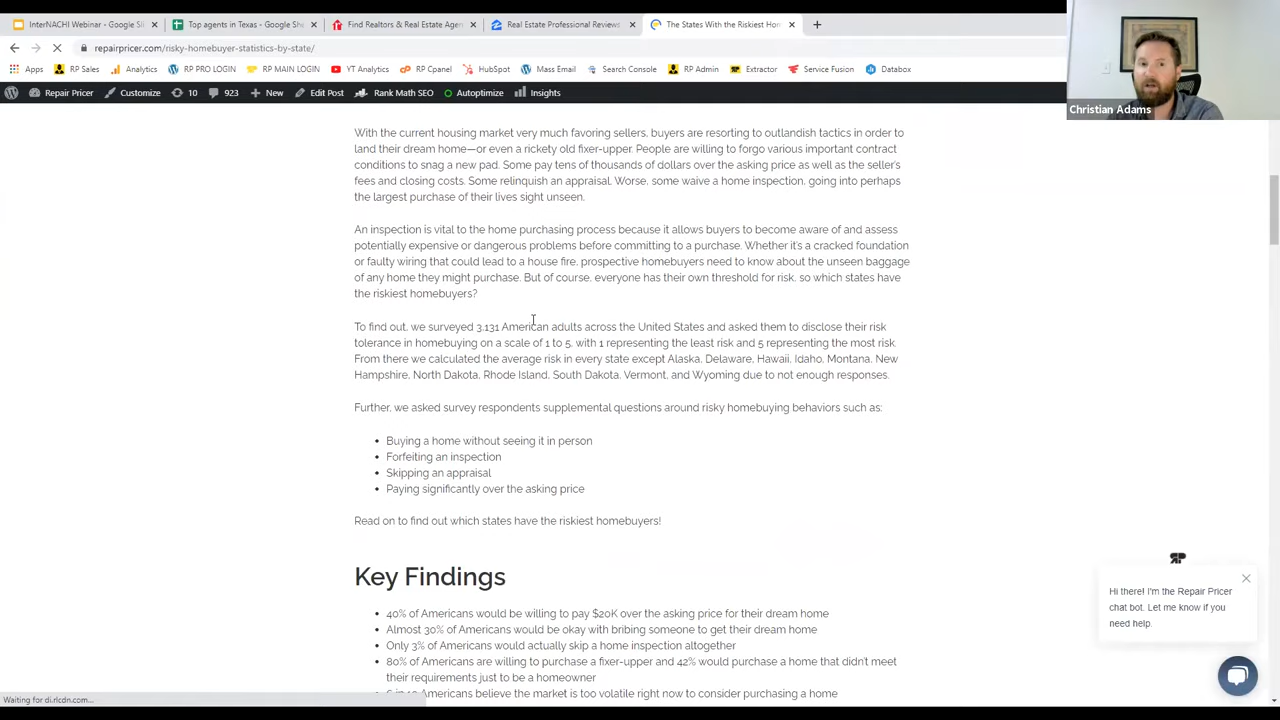 InterNACHI Webinar - Google Sli
Top agents in Texas - Google She
Find Realtors & Real Estate Agen
Real Estate Professional Reviews
The States With the Riskiest Hom
repairpricer.com/risky-homebuyer-statistics-by-state/
Apps
RP Sales
Analytics
RP PRO LOGIN
RP MAIN LOGIN
YT Analytics
RP Cpanel
HubSpot
Mass Email
Search Console
RP Admin
Extractor
Service Fusion
Databox
Christian Adams
Repair Pricer
Customize
10
923
New
Edit Post
Rank Math SEO
Autoptimize
Insights
With the current housing market very much favoring sellers, buyers are resorting to outlandish tactics in order to
land their dream home—or even a rickety old fixer-upper. People are willing to forgo various important contract
conditions to snag a new pad. Some pay tens of thousands of dollars over the asking price as well as the seller's
fees and closing costs. Some relinquish an appraisal. Worse, some waive a home inspection, going into perhaps
the largest purchase of their lives sight unseen.
An inspection is vital to the home purchasing process because it allows buyers to become aware of and assess
potentially expensive or dangerous problems before committing to a purchase. Whether it's a cracked foundation
or faulty wiring that could lead to a house fire, prospective homebuyers need to know about the unseen baggage
of any home they might purchase. But of course, everyone has their own threshold for risk, so which states have
the riskiest homebuyers?
To find out, we surveyed 3,131 American adults across the United States and asked them to disclose their risk
tolerance in homebuying on a scale of 1 to 5, with 1 representing the least risk and 5 representing the most risk.
From there we calculated the average risk in every state except Alaska, Delaware, Hawaii, Idaho, Montana, New
Hampshire, North Dakota, Rhode Island, South Dakota, Vermont, and Wyoming due to not enough responses.
Further, we asked survey respondents supplemental questions around risky homebuying behaviors such as:
• Buying a home without seeing it in person
• Forfeiting an inspection
• Skipping an appraisal
• Paying significantly over the asking price
Read on to find out which states have the riskiest homebuyers!
Key Findings
• 40% of Americans would be willing to pay $20K over the asking price for their dream home
• Almost 30% of Americans would be okay with bribing someone to get their dream home
• Only 3% of Americans would actually skip a home inspection altogether
• 80% of Americans are willing to purchase a fixer-upper and 42% would purchase a home that didn't meet
their requirements just to be a homeowner
Americans believe the market is too volatile right now to consider purchasing a home
Hi there! I'm the Repair Pricer
chat bot. Let me know if you
need help.
Waiting for di.rlcdn.com...